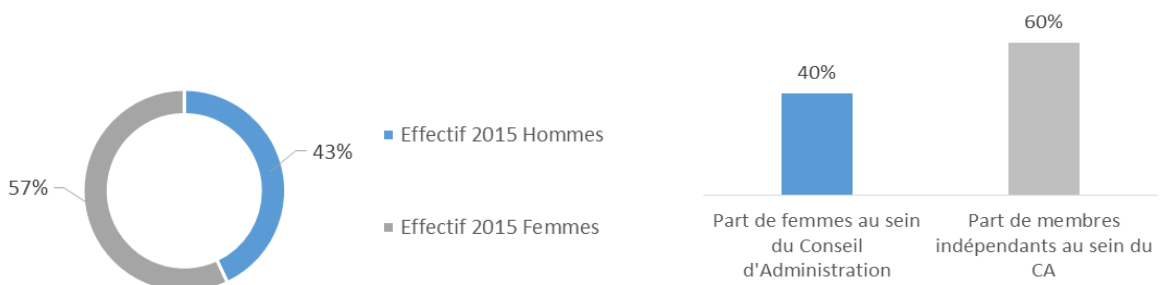 43%
57%
Effectif 2015 Hommes
Effectif 2015 Femmes
40%
60%
Part de femmes au sein
du Conseil
d'Administration
Part de membres
indépendants au sein du
CA